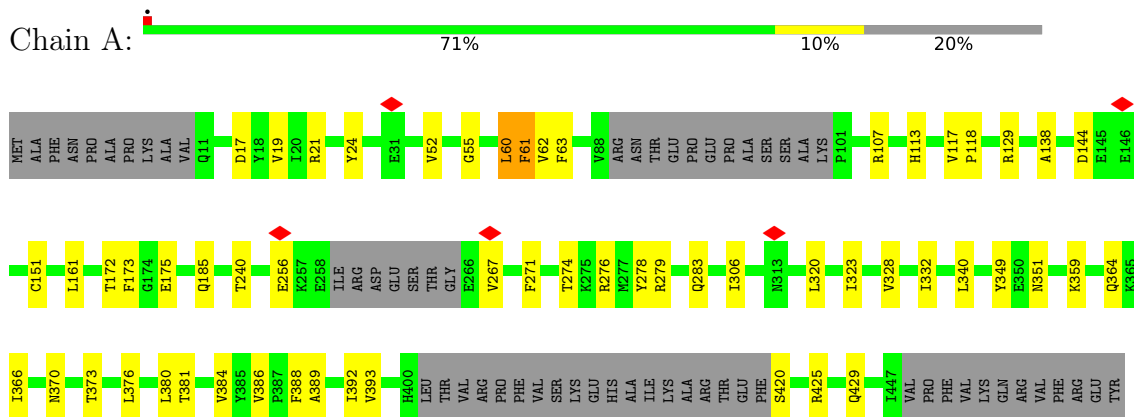 Chain A:
71% 10% 20%
MET ALA PHE ASN PRO ALA PRO LYS ALA VAL Q11 D17 Y18 V19 I20 R21 Y24 E31 V52 G55 L60 F61 V62 F63 V88 ARG ASN THR GLU PRO GLU PRO ALA SER SER ALA LYS P101 R107 H113 V117 P118 R129 A138 D144 E145 E146
C151 L161 T172 F173 G174 E175 Q185 T240 E256 K257 E258 ILE ARG ASP GLU SER THR GLY E266 V267 F271 T274 K275 R276 M277 Y278 R279 Q283 I306 N313 L320 I323 V328 I332 L340 Y349 E350 N351 K359 Q364 K365
I366 N370 T373 L376 L380 T381 V384 Y385 V386 P387 F388 A389 I392 V393 H400 LEU THR VAL ARG PRO PHE VAL SER LYS GLU HIS ALA ILE LYS ALA ARG THR GLU PHE S420 R425 Q429 I447 VAL PRO PHE VAL LYS GLN ARG VAL PHE ARG GLU TYR